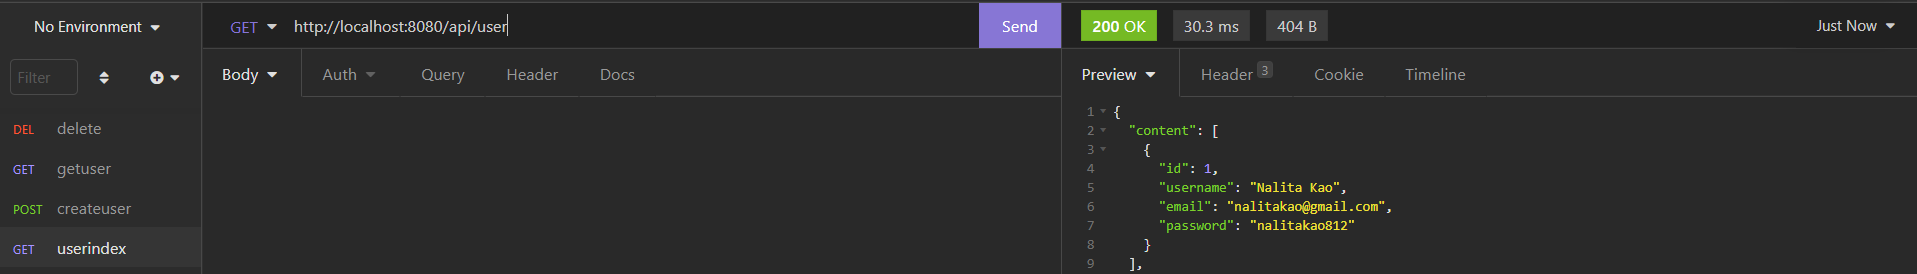 No Environment
GET http://localhost:8080/api/user Send
200 OK 30.3 ms 404 B Just Now
Filter
Body Auth Query Header Docs
Preview Header 3 Cookie Timeline
DEL delete
GET getuser
POST createuser
GET userindex
1 {
2 "content": [
3 {
4 "id": 1,
5 "username": "Nalita Kao",
6 "email": "nalitakao@gmail.com",
7 "password": "nalitakao812"
8 }
9 ],